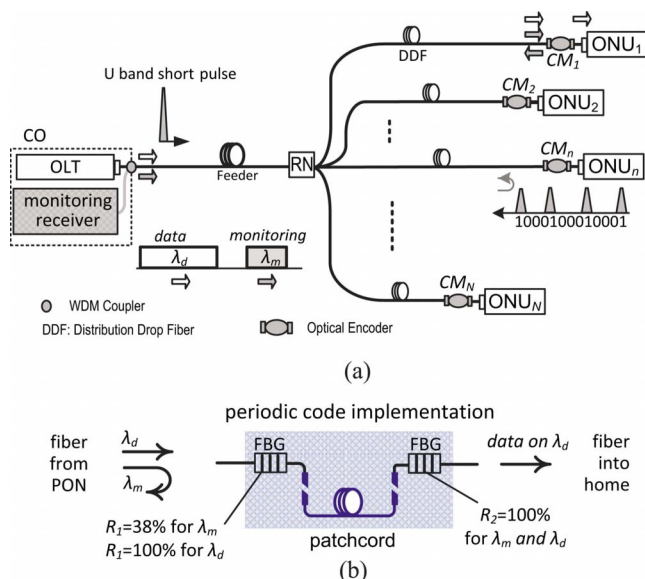 U band short pulse
CO
OLT
monitoring
receiver
Feeder
RN
DDF
CM1
ONU1
CM2
ONU2
CMn
ONUn
1000100010001
data
λd
monitoring
λm
CMN
ONUN
WDM Coupler
DDF: Distribution Drop Fiber
Optical Encoder
(a)
periodic code implementation
fiber
from
PON
λd
λm
FBG
FBG
data on λd
fiber
into
home
R1=38% for λm
R1=100% for λd
patchcord
R2=100%
for λm and λd
(b)